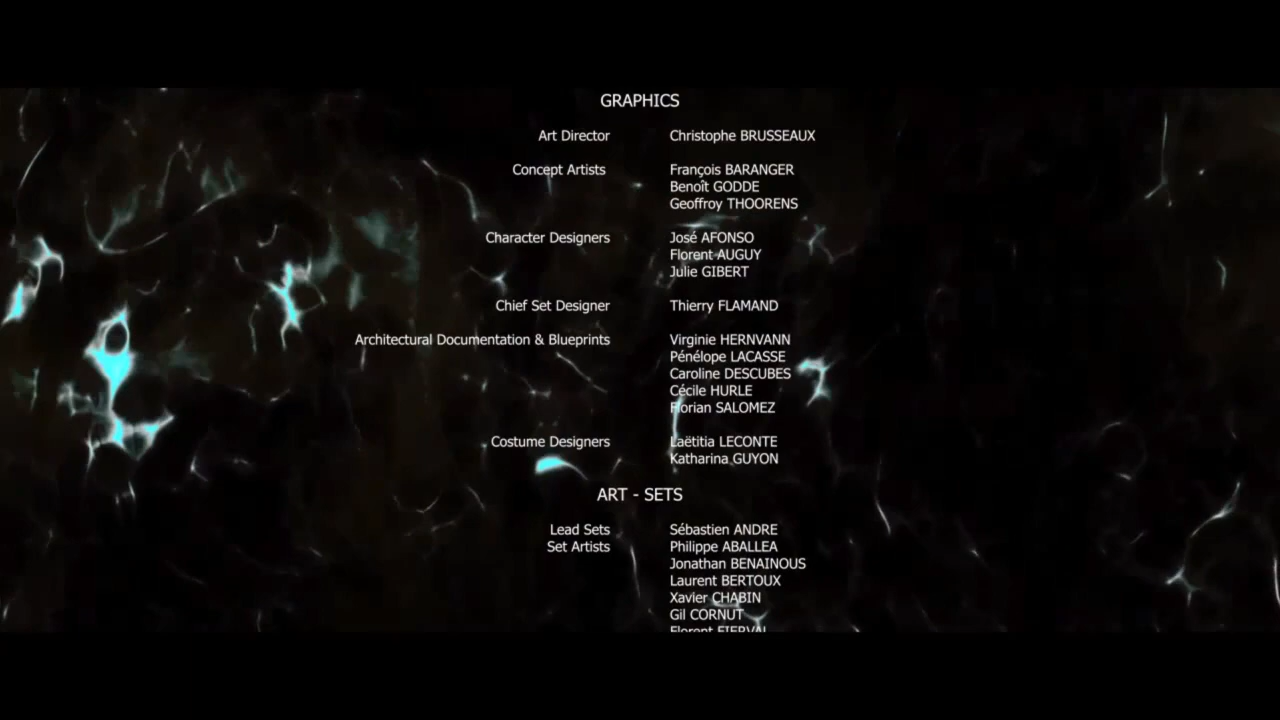 GRAPHICS
Art Director Christophe BRUSSEAUX
Concept Artists François BARANGER
Benoît GODDE
Geoffroy THOORENS
Character Designers José AFONSO
Florent AUGUY
Julie GIBERT
Chief Set Designer Thierry FLAMAND
Architectural Documentation & Blueprints Virginie HERNVANN
Pénélope LACASSE
Caroline DESCUBES
Cécile HURLE
Florian SALOMEZ
Costume Designers Laëtitia LECONTE
Katharina GUYON
ART - SETS
Lead Sets Sébastien ANDRE
Set Artists Philippe ABALLEA
Jonathan BENAINOUS
Laurent BERTOUX
Xavier CHABIN
Gil CORNUT
Florent